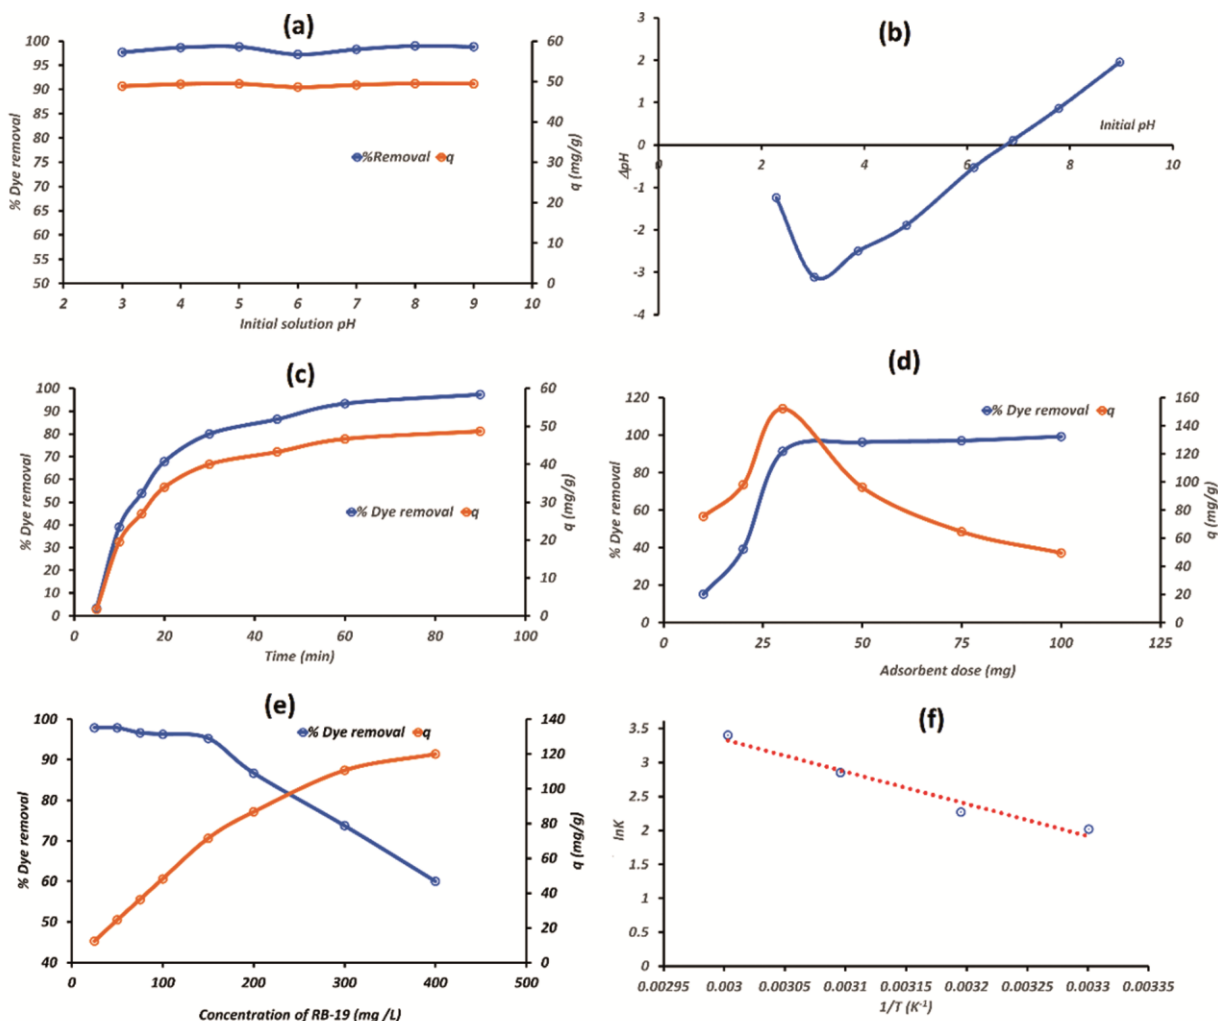 (a)
100
95
90
85
80
75
70
65
60
55
50
% Dye removal
60
50
40
30
20
10
0
q (mg/g)
%Removal q
2 3 4 5 6 7 8 9 10
Initial solution pH
(b)
3
2
1
0
-1
-2
-3
-4
ΔpH
Initial pH
0 2 4 6 8 10
(c)
100
90
80
70
60
50
40
30
20
10
0
% Dye removal
60
50
40
30
20
10
0
q (mg/g)
% Dye removal q
0 20 40 60 80 100
Time (min)
(d)
120
100
80
60
40
20
0
% Dye removal
160
140
120
100
80
60
40
20
0
q (mg/g)
% Dye removal q
0 25 50 75 100 125
Adsorbent dose (mg)
(e)
100
90
80
70
60
50
40
% Dye removal
140
120
100
80
60
40
20
0
q (mg/g)
% Dye removal q
0 100 200 300 400 500
Concentration of RB-19 (mg /L)
(f)
3.5
3
2.5
2
1.5
1
0.5
0
lnK
0.00295 0.003 0.00305 0.0031 0.00315 0.0032 0.00325 0.0033 0.00335
1/T (K⁻¹)